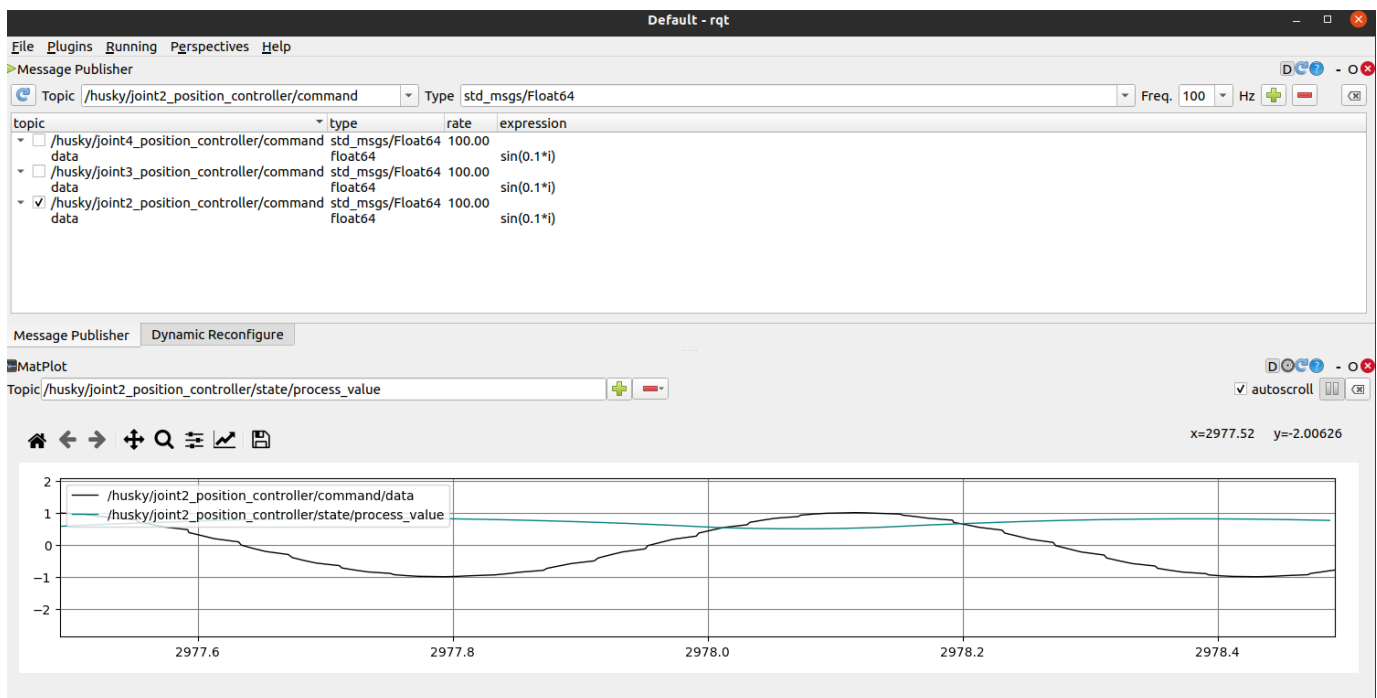 Default - rqt
File Plugins Running Perspectives Help
Message Publisher D - O
Topic /husky/joint2_position_controller/command Type std_msgs/Float64 Freq. 100 Hz
topic type rate expression
/husky/joint4_position_controller/command std_msgs/Float64 100.00
data float64 sin(0.1*i)
/husky/joint3_position_controller/command std_msgs/Float64 100.00
data float64 sin(0.1*i)
/husky/joint2_position_controller/command std_msgs/Float64 100.00
data float64 sin(0.1*i)
Message Publisher Dynamic Reconfigure
MatPlot D - O
Topic /husky/joint2_position_controller/state/process_value autoscroll
x=2977.52 y=-2.00626
2
/husky/joint2_position_controller/command/data
1
/husky/joint2_position_controller/state/process_value
0
−1
−2
2977.6 2977.8 2978.0 2978.2 2978.4